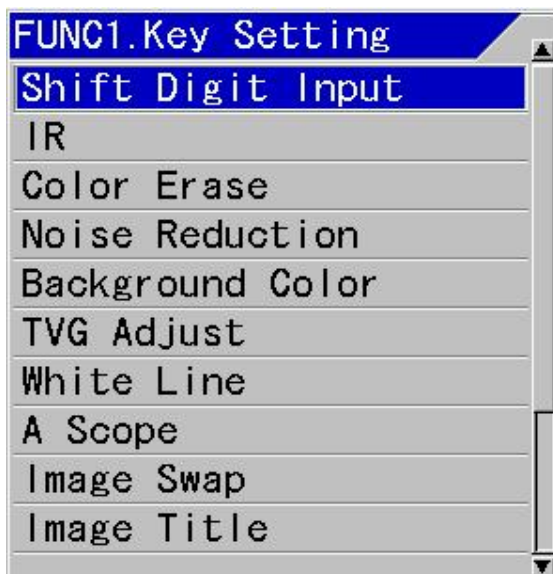 FUNC1.Key Setting
Shift Digit Input
IR
Color Erase
Noise Reduction
Background Color
TVG Adjust
White Line
A Scope
Image Swap
Image Title